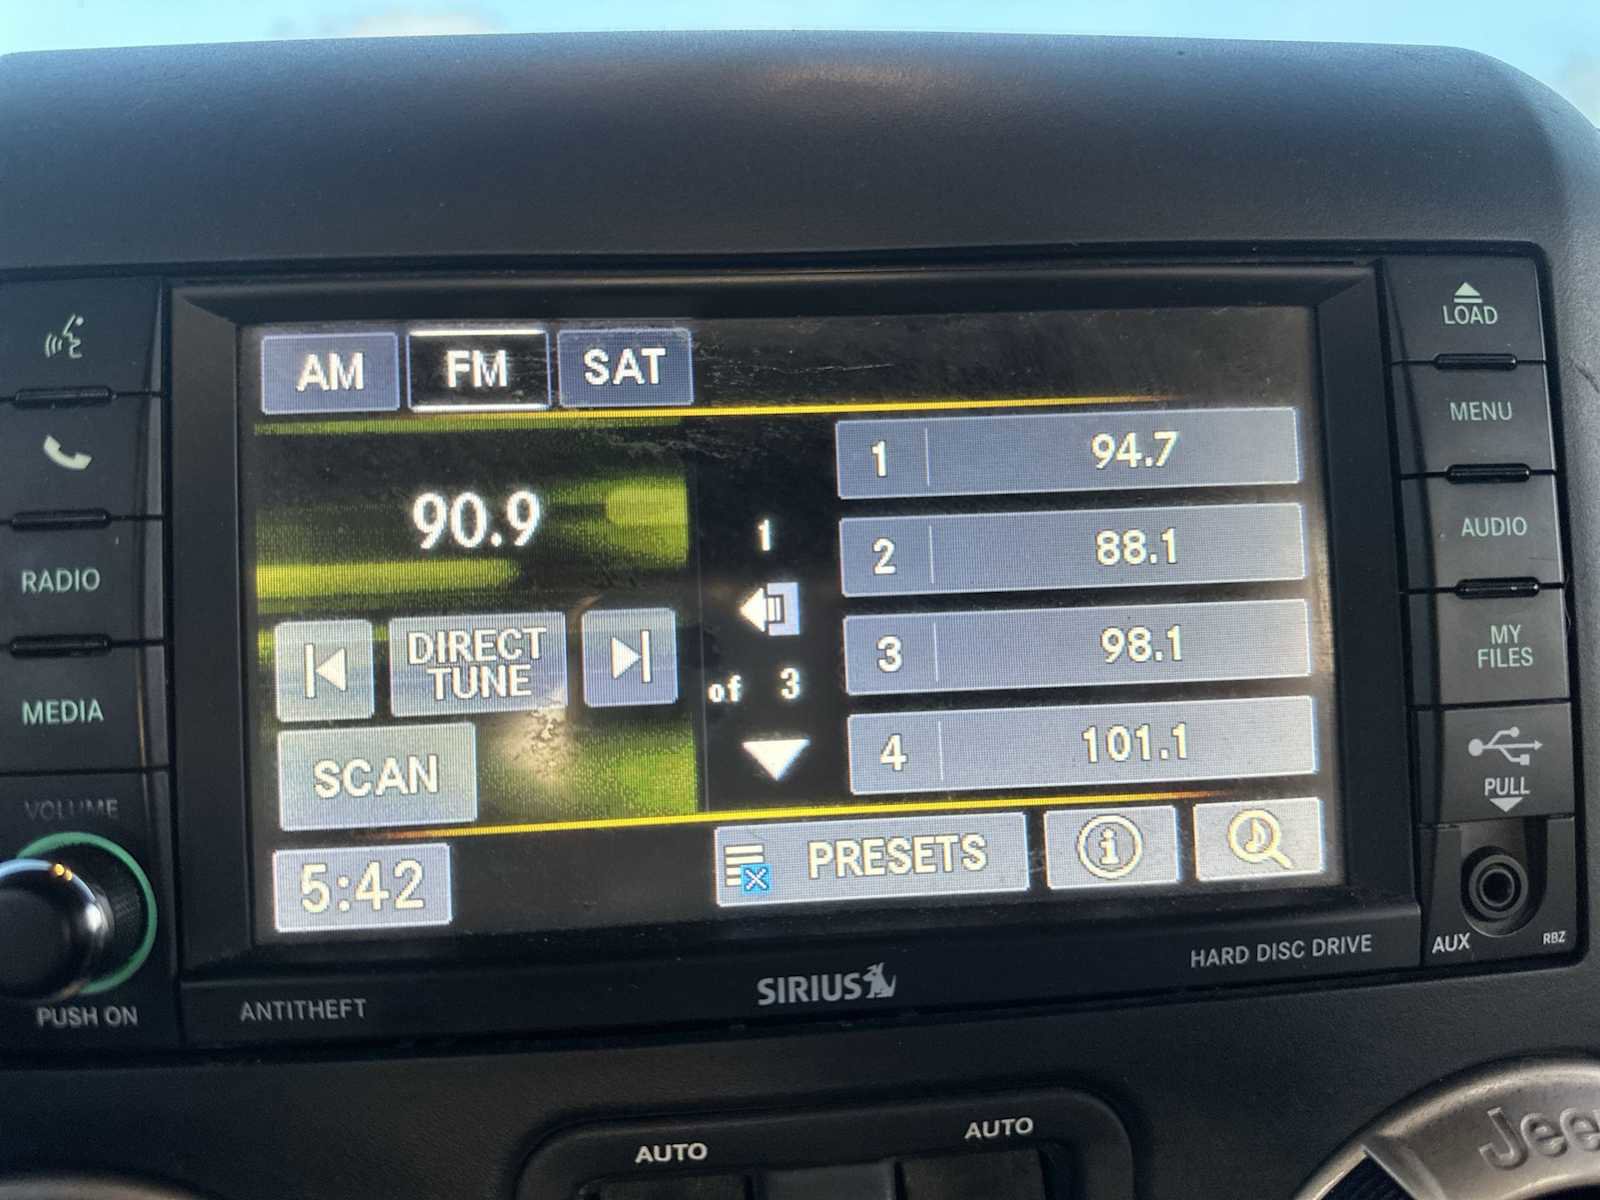 AM FM SAT
90.9
DIRECT
TUNE
SCAN
5:42
1
of 3
1 94.7
2 88.1
3 98.1
4 101.1
PRESETS
i
RADIO
MEDIA
VOLUME
PUSH ON
ANTITHEFT
SIRIUS
HARD DISC DRIVE
LOAD
MENU
AUDIO
MY
FILES
PULL
AUX
RBZ
AUTO
AUTO
Jee